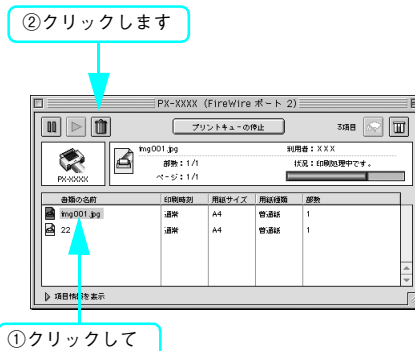 ②クリックします
PX-XXXX (FireWire ポート 2)
プリントキューの停止
3項目
img001.jpg
利用者：XXX
部数：1/1
状況：印刷処理中です。
ページ：1/1
PX-XXXX
書類の名前 印刷時刻 用紙サイズ 用紙種類 部数
img001.jpg 通常 A4 普通紙 1
22 通常 A4 普通紙 1
項目情報を表示
①クリックして